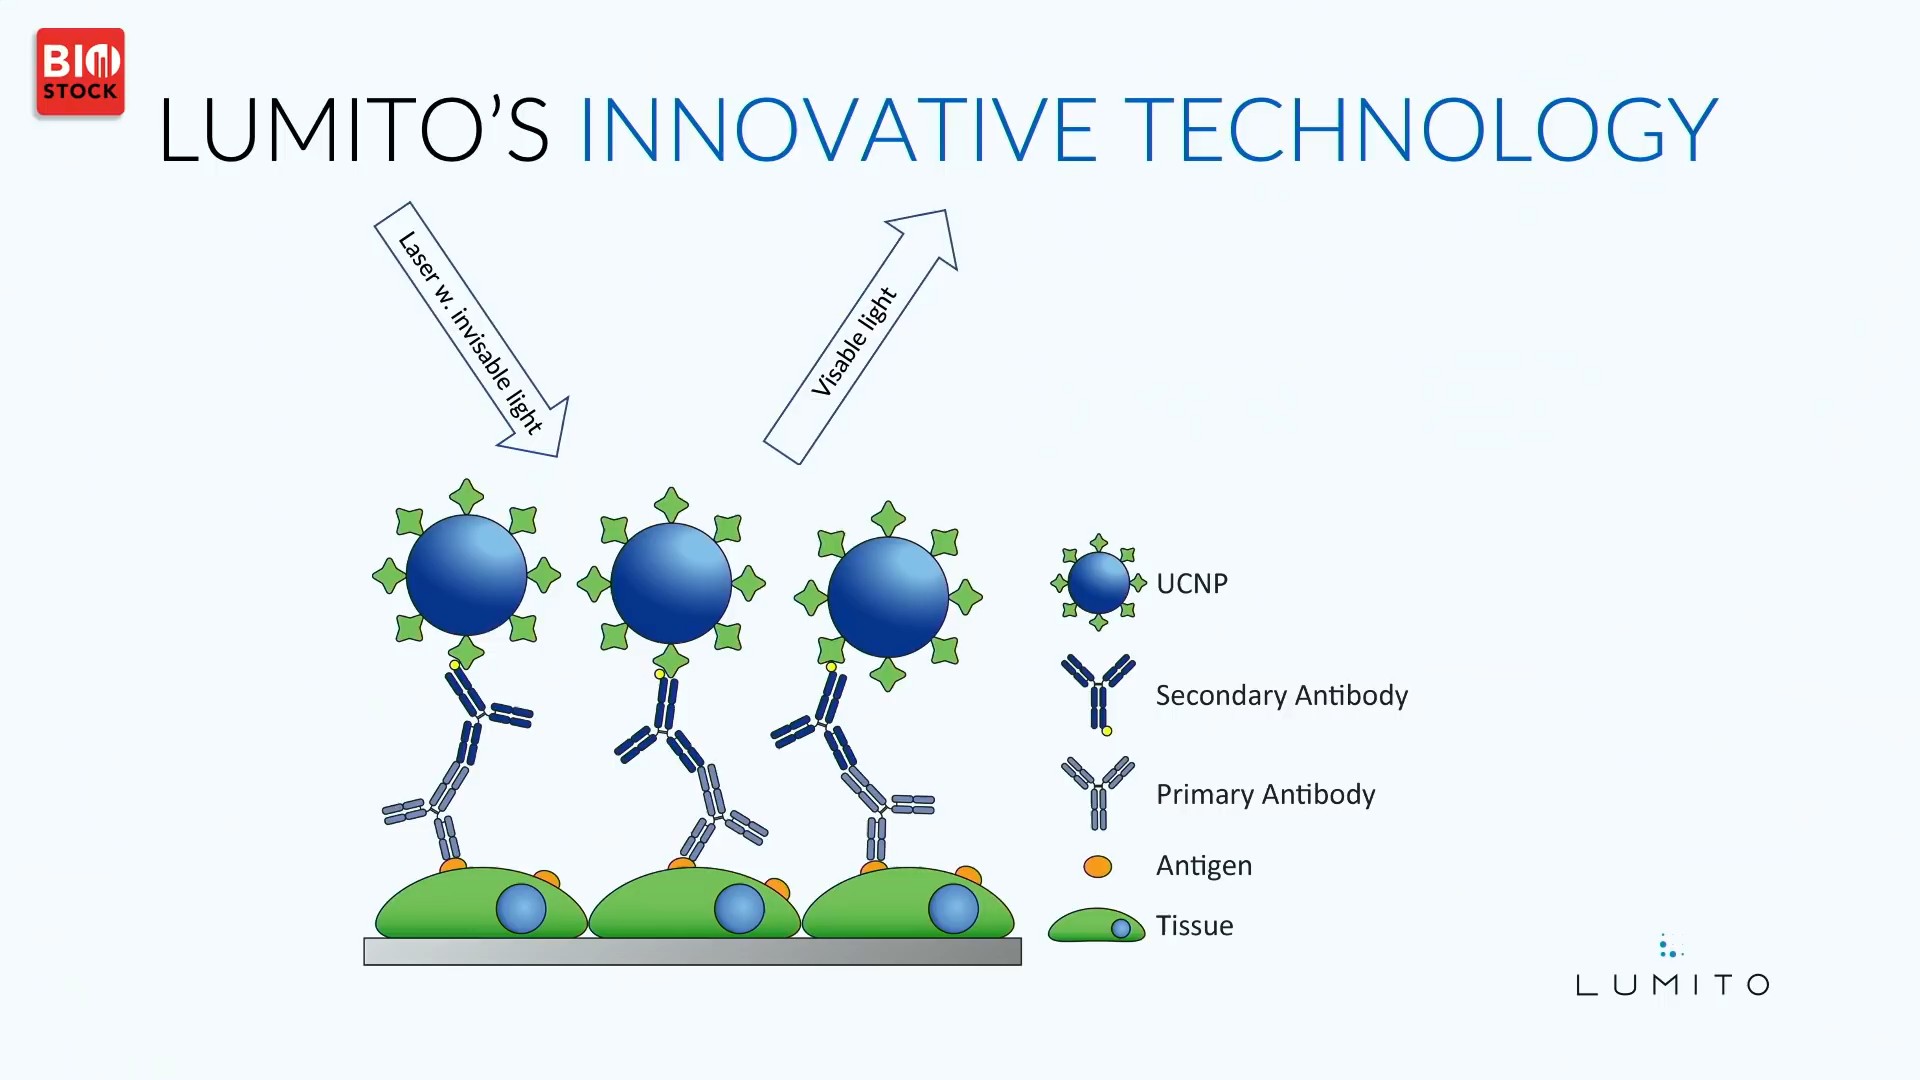 BIO
STOCK
LUMITO’S INNOVATIVE TECHNOLOGY
Laser w. invisable light
Visable light
UCNP
Secondary Antibody
Primary Antibody
Antigen
Tissue
LUMITO